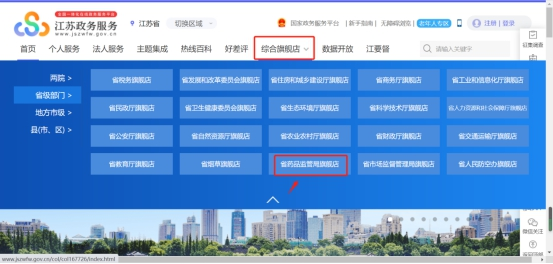 全国一体化在线政务服务平台
江苏政务服务
www.jszwfw.gov.cn
江苏省 切换区域
国家政务服务平台 | 新手指南 | 无障碍浏览 | 老年人专区
注册 | 登录
首页 个人服务 法人服务 主题集成 热线百科 好差评 综合旗舰店 数据开放 江要督
请输入关键字
两院 >
省级部门 >
地方市级 >
县(市、区) >
省税务旗舰店 省发展和改革委员会旗舰店 省住房和城乡建设厅旗舰店 省商务厅旗舰店 省工业和信息化厅旗舰店
省民政厅旗舰店 省卫生健康委员会旗舰店 省生态环境厅旗舰店 省科学技术厅旗舰店 省人力资源和社会保障厅旗舰店
省公安厅旗舰店 省自然资源厅旗舰店 省农业农村厅旗舰店 省财政厅旗舰店 省交通运输厅旗舰店
省教育厅旗舰店 省烟草旗舰店 省药品监管局旗舰店 省市场监督管理局旗舰店 省人民防空办旗舰店
微信关注
www.jszwfw.gov.cn/col/col187726/index.html